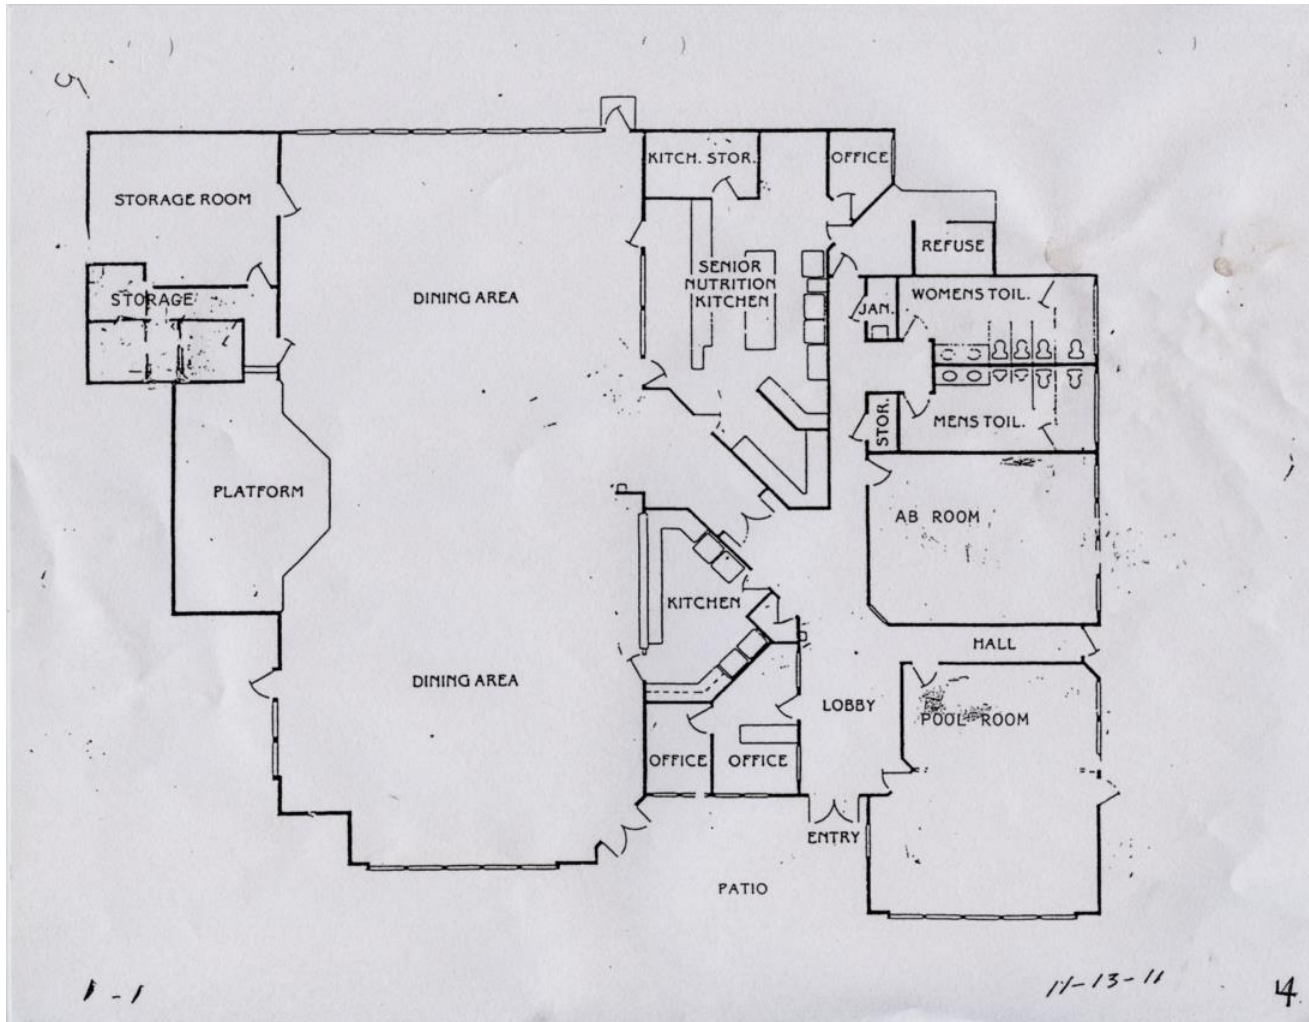 5
KITCH. STOR.
OFFICE
STORAGE ROOM
REFUSE
STORAGE
DINING AREA
SENIOR
NUTRITION
KITCHEN
JAN.
WOMENS TOIL.
STOR.
MENS TOIL.
PLATFORM
AB ROOM
KITCHEN
HALL
DINING AREA
LOBBY
POOL ROOM
OFFICE
OFFICE
ENTRY
PATIO
1-1
11-13-11
4